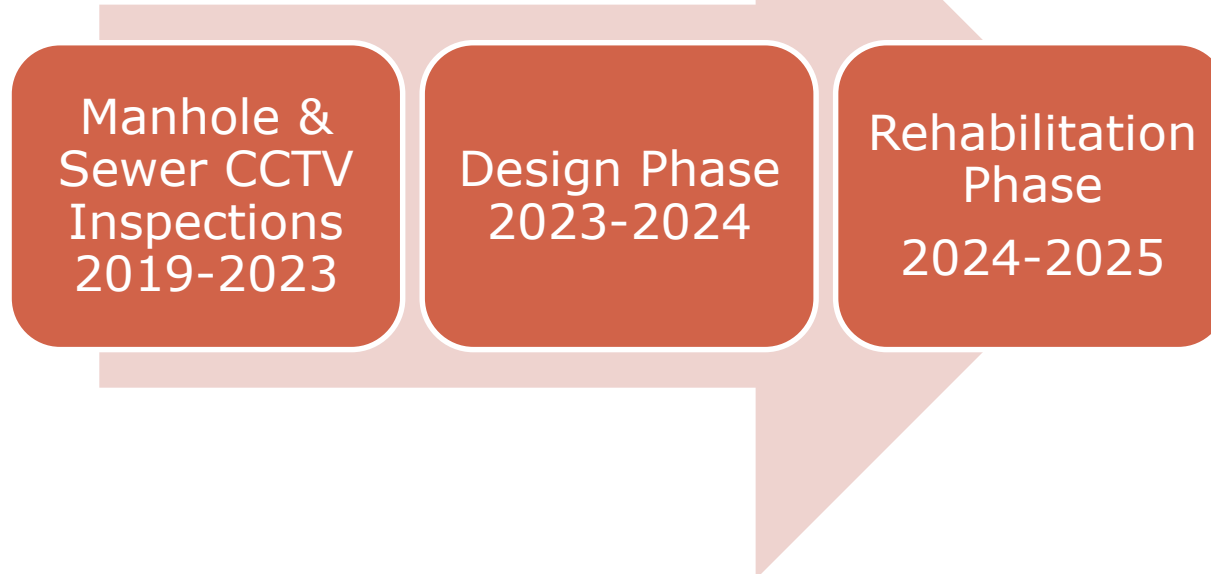 Manhole &
Sewer CCTV
Inspections
2019-2023
Design Phase
2023-2024
Rehabilitation
Phase
2024-2025